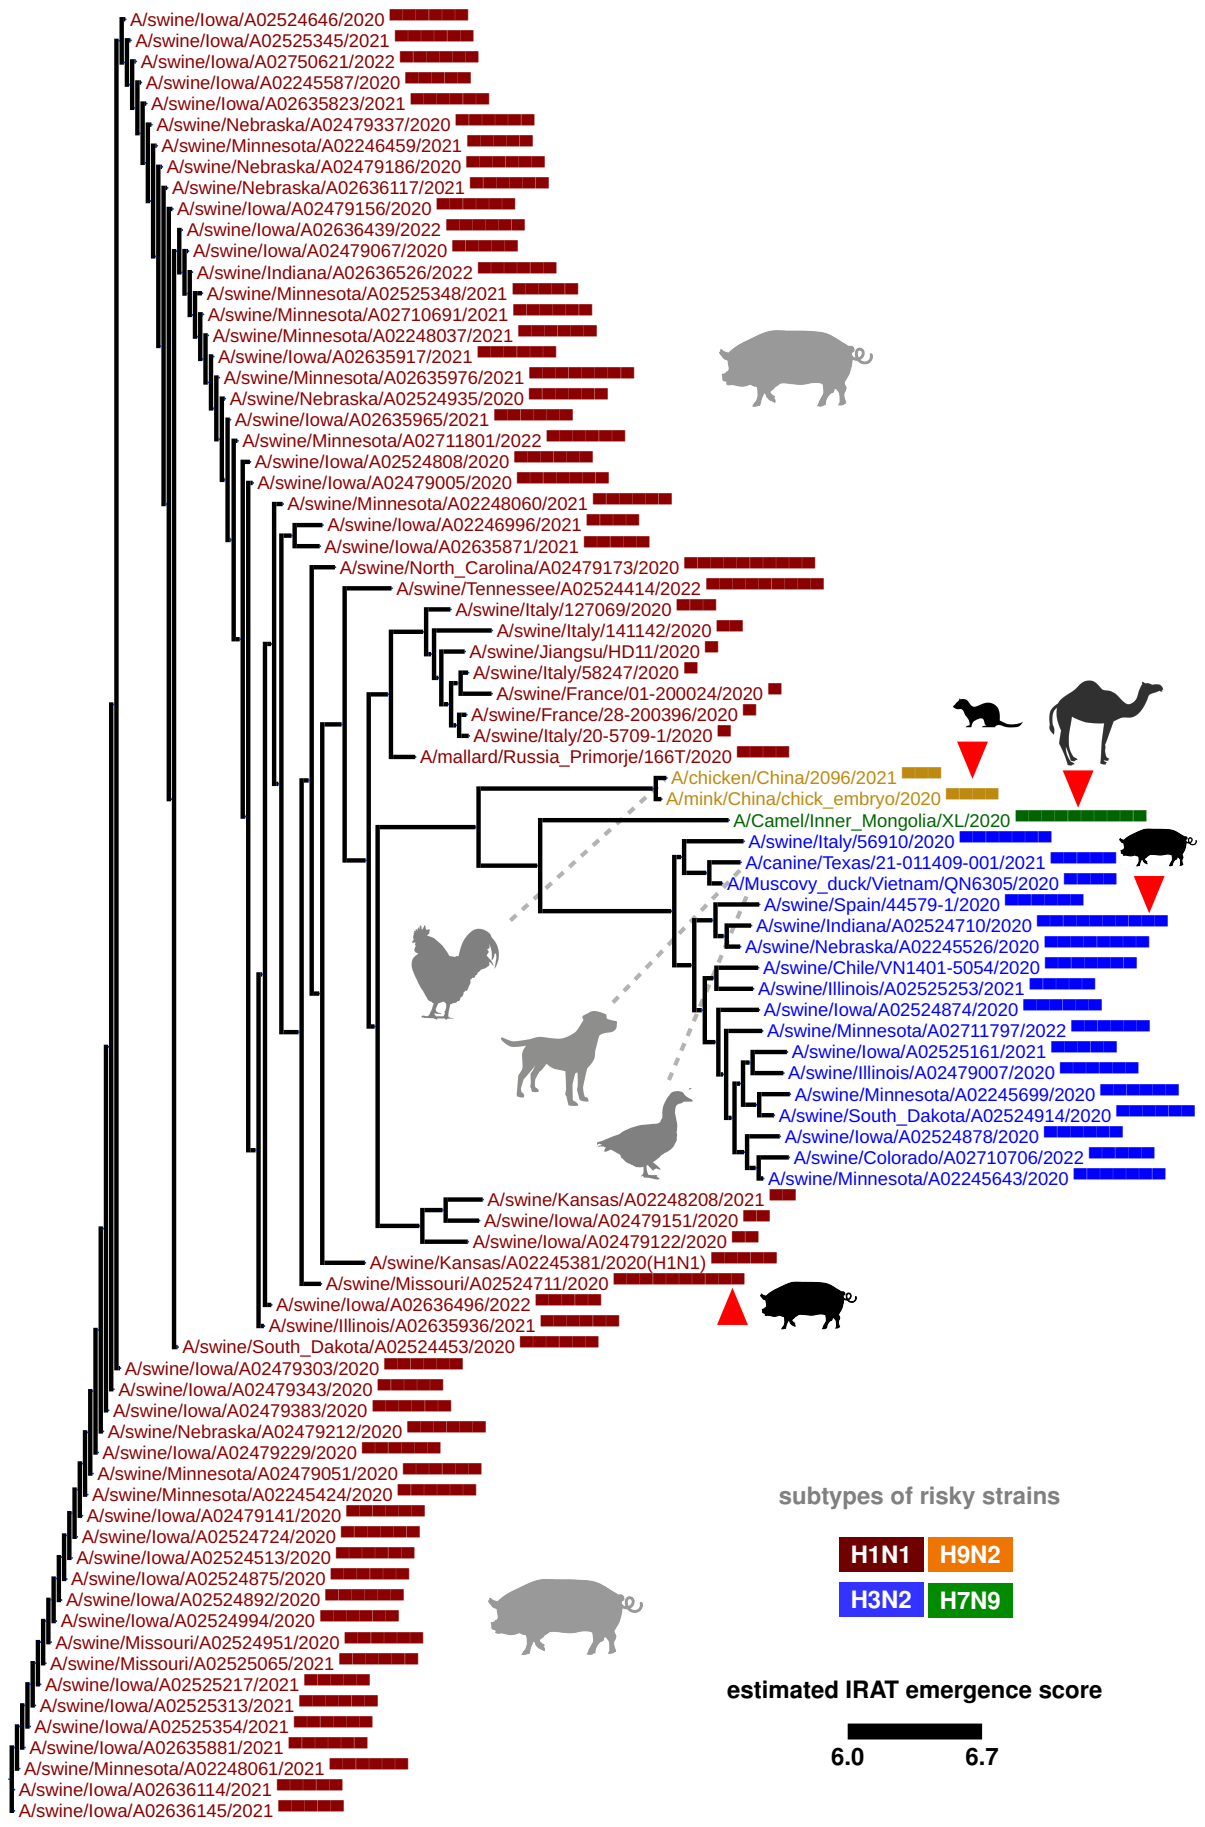 A/swine/Iowa/A02524646/2020
A/swine/Iowa/A02525345/2021
A/swine/Iowa/A02750621/2022
A/swine/Iowa/A02245587/2020
A/swine/Iowa/A02635823/2021
A/swine/Nebraska/A02479337/2020
A/swine/Minnesota/A02246459/2021
A/swine/Nebraska/A02479186/2020
A/swine/Nebraska/A02636117/2021
A/swine/Iowa/A02479156/2020
A/swine/Iowa/A02636439/2022
A/swine/Iowa/A02479067/2020
A/swine/Indiana/A02636526/2022
A/swine/Minnesota/A02525348/2021
A/swine/Minnesota/A02710691/2021
A/swine/Minnesota/A02248037/2021
A/swine/Iowa/A02635917/2021
A/swine/Minnesota/A02635976/2021
A/swine/Nebraska/A02524935/2020
A/swine/Iowa/A02635965/2021
A/swine/Minnesota/A02711801/2022
A/swine/Iowa/A02524808/2020
A/swine/Iowa/A02479005/2020
A/swine/Minnesota/A02248060/2021
A/swine/Iowa/A02246996/2021
A/swine/Iowa/A02635871/2021
A/swine/North_Carolina/A02479173/2020
A/swine/Tennessee/A02524414/2022
A/swine/Italy/127069/2020
A/swine/Italy/141142/2020
A/swine/Jiangsu/HD11/2020
A/swine/Italy/58247/2020
A/swine/France/01-200024/2020
A/swine/France/28-200396/2020
A/swine/Italy/20-5709-1/2020
A/mallard/Russia_Primorje/166T/2020
A/chicken/China/2096/2021
A/mink/China/chick_embryo/2020
A/Camel/Inner_Mongolia/XL/2020
A/swine/Italy/56910/2020
A/canine/Texas/21-011409-001/2021
A/Muscovy_duck/Vietnam/QN6305/2020
A/swine/Spain/44579-1/2020
A/swine/Indiana/A02524710/2020
A/swine/Nebraska/A02245526/2020
A/swine/Chile/VN1401-5054/2020
A/swine/Illinois/A02525253/2021
A/swine/Iowa/A02524874/2020
A/swine/Minnesota/A02711797/2022
A/swine/Iowa/A02525161/2021
A/swine/Illinois/A02479007/2020
A/swine/Minnesota/A02245699/2020
A/swine/South_Dakota/A02524914/2020
A/swine/Iowa/A02524878/2020
A/swine/Colorado/A02710706/2022
A/swine/Minnesota/A02245643/2020
A/swine/Kansas/A02248208/2021
A/swine/Iowa/A02479151/2020
A/swine/Iowa/A02479122/2020
A/swine/Kansas/A02245381/2020(H1N1)
A/swine/Missouri/A02524711/2020
A/swine/Iowa/A02636496/2022
A/swine/Illinois/A02635936/2021
A/swine/South_Dakota/A02524453/2020
A/swine/Iowa/A02479303/2020
A/swine/Iowa/A02479343/2020
A/swine/Iowa/A02479383/2020
A/swine/Nebraska/A02479212/2020
A/swine/Iowa/A02479229/2020
A/swine/Minnesota/A02479051/2020
A/swine/Minnesota/A02245424/2020
A/swine/Iowa/A02479141/2020
A/swine/Iowa/A02524724/2020
A/swine/Iowa/A02524513/2020
A/swine/Iowa/A02524875/2020
A/swine/Iowa/A02524892/2020
A/swine/Iowa/A02524994/2020
A/swine/Missouri/A02524951/2020
A/swine/Missouri/A02525065/2021
A/swine/Iowa/A02525217/2021
A/swine/Iowa/A02525313/2021
A/swine/Iowa/A02525354/2021
A/swine/Iowa/A02635881/2021
A/swine/Minnesota/A02248061/2021
A/swine/Iowa/A02636114/2021
A/swine/Iowa/A02636145/2021
subtypes of risky strains
H1N1 H9N2
H3N2 H7N9
estimated IRAT emergence score
6.0 6.7